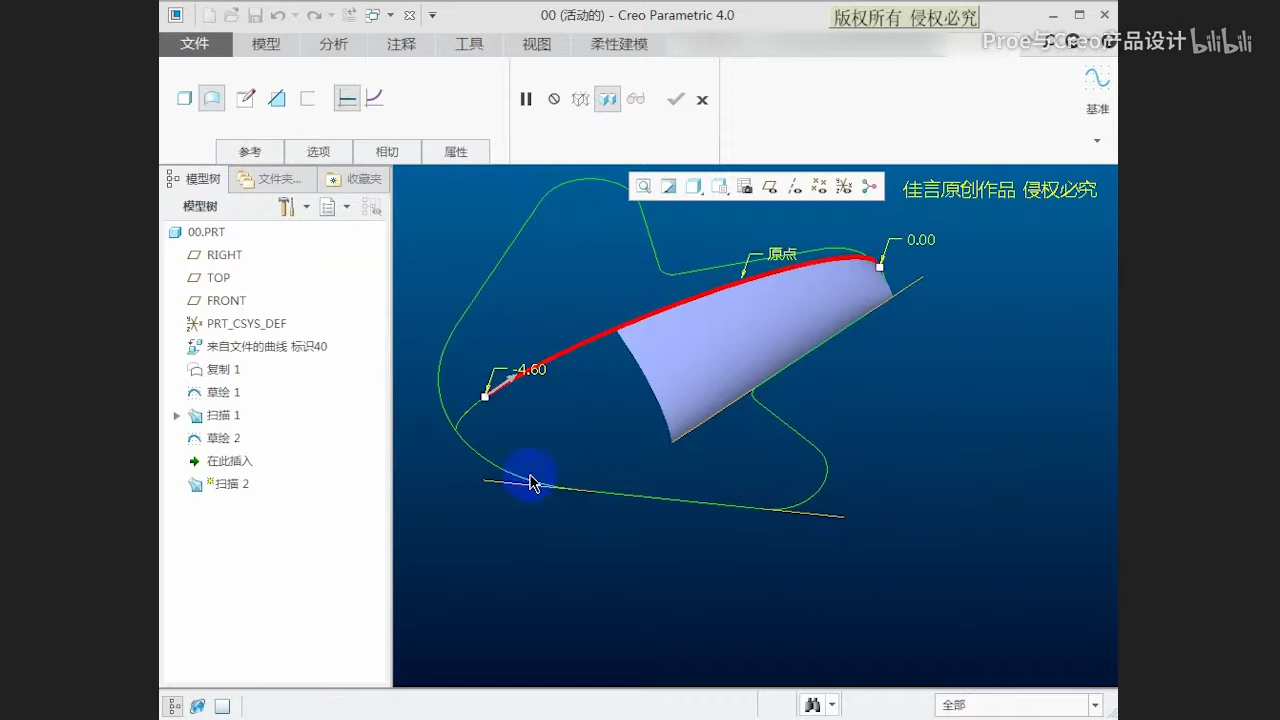 00 (活动的) - Creo Parametric 4.0
版权所有 侵权必究
文件 模型 分析 注释 工具 视图 柔性建模
Proe与Creo产品设计 bilibili
基准
参考 选项 相切 属性
模型树 文件夹... 收藏夹
模型树
00.PRT
RIGHT
TOP
FRONT
PRT_CSYS_DEF
来自文件的曲线 标识40
复制 1
草绘 1
扫描 1
草绘 2
在此插入
扫描 2
佳言原创作品 侵权必究
0.00
原点
-4.60
全部